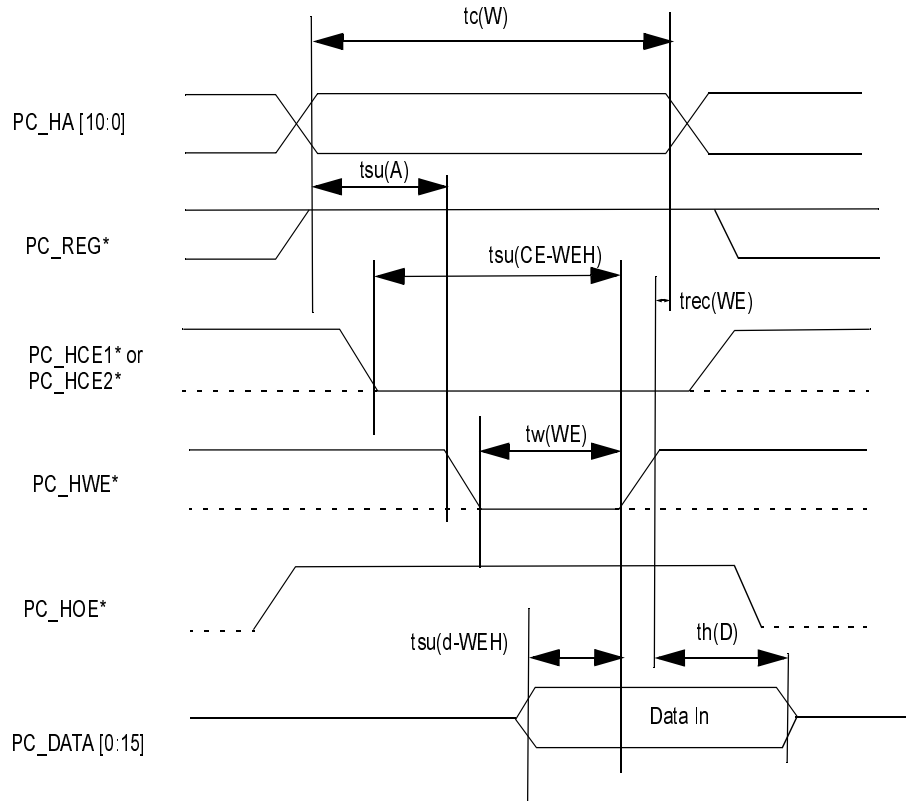 tc(W)
PC_HA [10:0]
tsu(A)
PC_REG*
tsu(CE-WEH)
trec(WE)
PC_HCE1* or
PC_HCE2*
tw(WE)
PC_HWE*
PC_HOE*
tsu(d-WEH)
th(D)
Data In
PC_DATA [0:15]